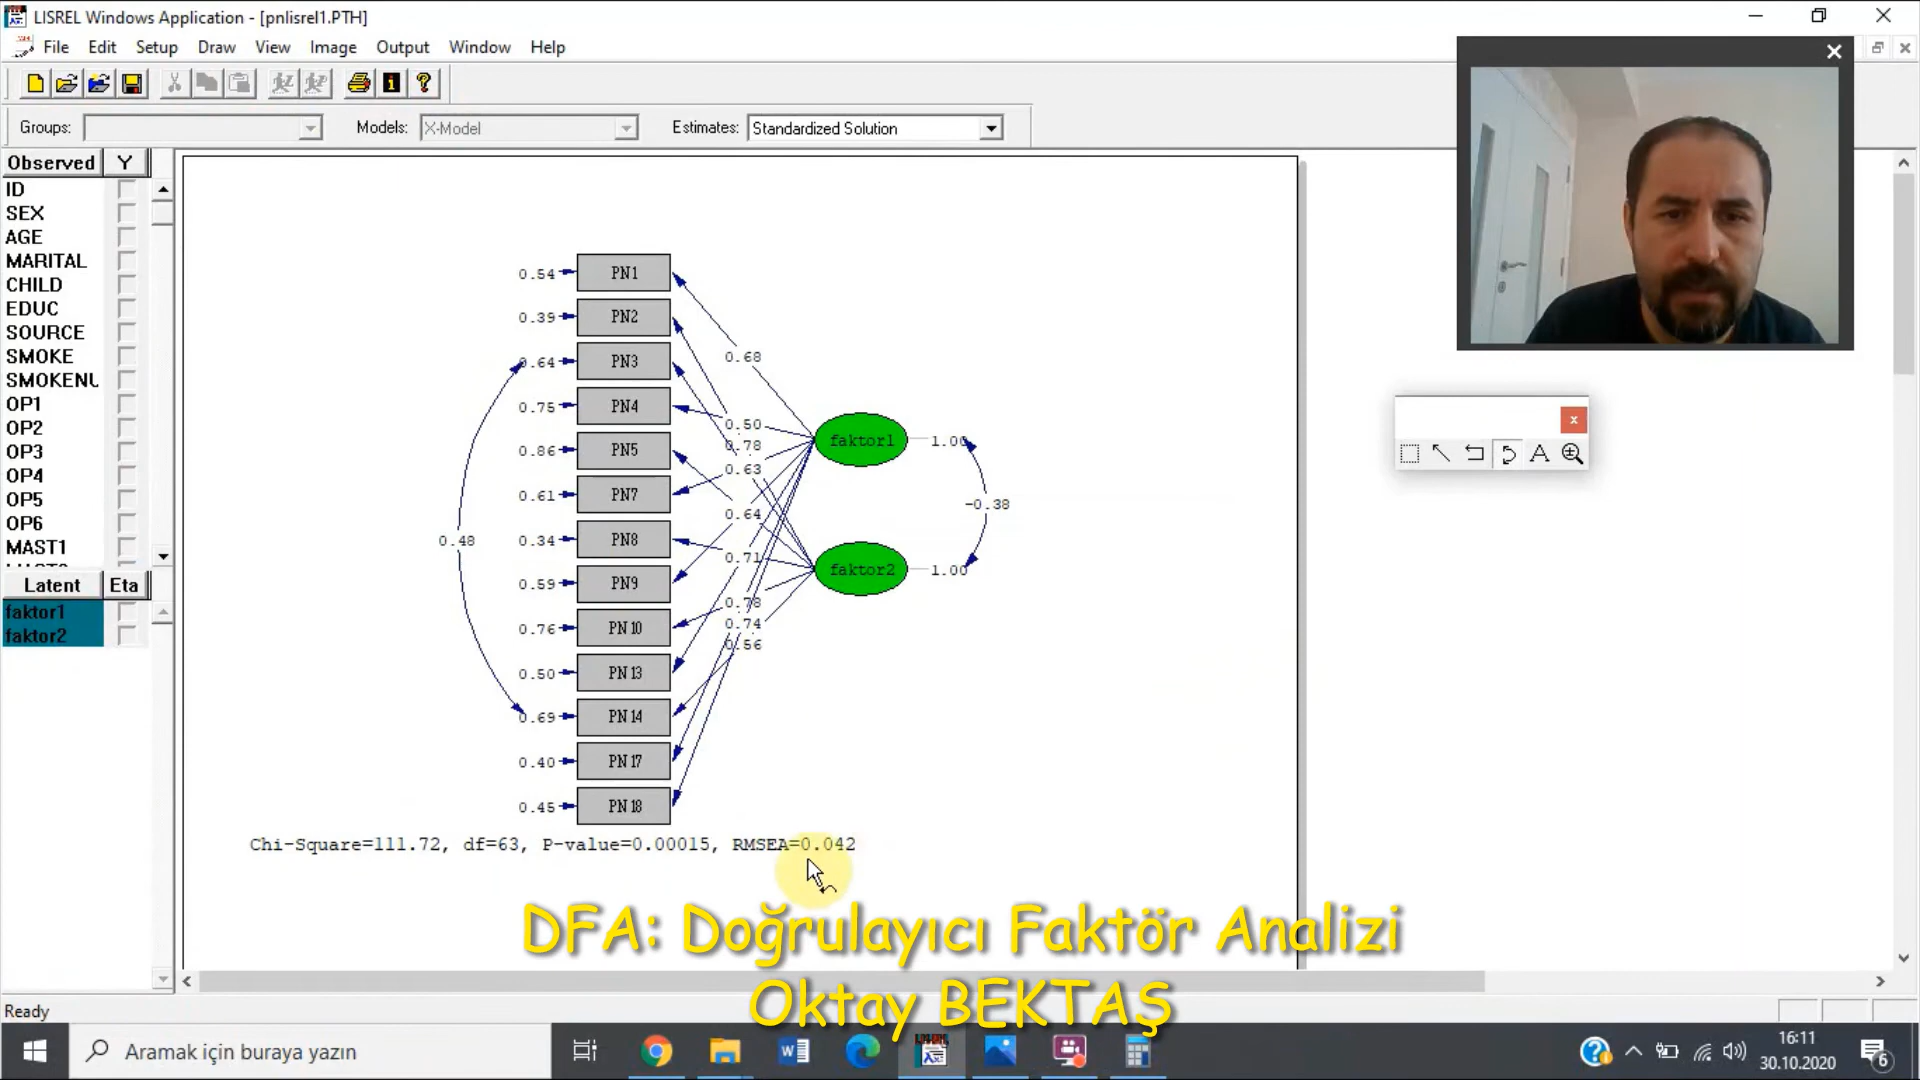 LISREL Windows Application - [pnlisrel1.PTH]
File Edit Setup Draw View Image Output Window Help
Groups: Models: X-Model Estimates: Standardized Solution
Observed Y
ID
SEX
AGE
MARITAL
CHILD
EDUC
SOURCE
SMOKE
SMOKENU
OP1
OP2
OP3
OP4
OP5
OP6
MAST1
Latent Eta
faktor1
faktor2
0.54 PN1
0.39 PN2
0.64 PN3
0.75 PN4
0.86 PN5
0.61 PN7
0.34 PN8
0.59 PN9
0.76 PN10
0.50 PN13
0.69 PN14
0.40 PN17
0.45 PN18
0.48
0.68
0.50
0.78
0.63
0.64
0.71
0.78
0.74
0.56
faktor1 1.00
-0.38
faktor2 1.00
Chi-Square=111.72, df=63, P-value=0.00015, RMSEA=0.042
DFA: Doğrulayıcı Faktör Analizi
Oktay BEKTAŞ
Ready
Aramak için buraya yazın
16:11
30.10.2020
6